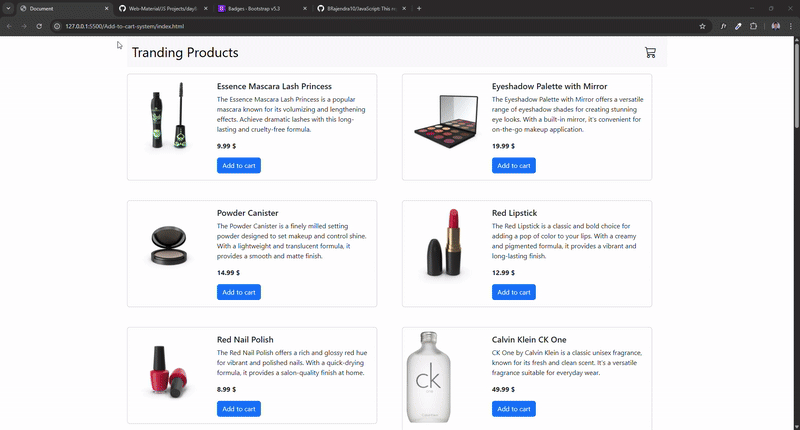 Document
Web-Material/JS Projects/day/
Badges · Bootstrap v5.3
127.0.0.1:5500/Add-to-cart-system/index.html
Tranding Products
Essence Mascara Lash Princess
The Essence Mascara Lash Princess is a popular
mascara known for its volumizing and lengthening
effects. Achieve dramatic lashes with this long-
lasting and cruelty-free formula.
9.99 $
Add to cart
Eyeshadow Palette with Mirror
The Eyeshadow Palette with Mirror offers a versatile
range of eyeshadow shades for creating stunning
eye looks. With a built-in mirror, it's convenient for
on-the-go makeup application.
19.99 $
Add to cart
Powder Canister
The Powder Canister is a finely milled setting
powder designed to set makeup and control shine.
With a lightweight and translucent formula, it
provides a smooth and matte finish.
14.99 $
Add to cart
Red Lipstick
The Red Lipstick is a classic and bold choice for
adding a pop of color to your lips. With a creamy
and pigmented formula, it provides a vibrant and
long-lasting finish.
12.99 $
Add to cart
Red Nail Polish
The Red Nail Polish offers a rich and glossy red hue
for vibrant and polished nails. With a quick-drying
formula, it provides a salon-quality finish at home.
8.99 $
Add to cart
ck
one
Calvin Klein CK One
CK One by Calvin Klein is a classic unisex fragrance,
known for its fresh and clean scent. It's a versatile
fragrance suitable for everyday wear.
49.99 $
Add to cart